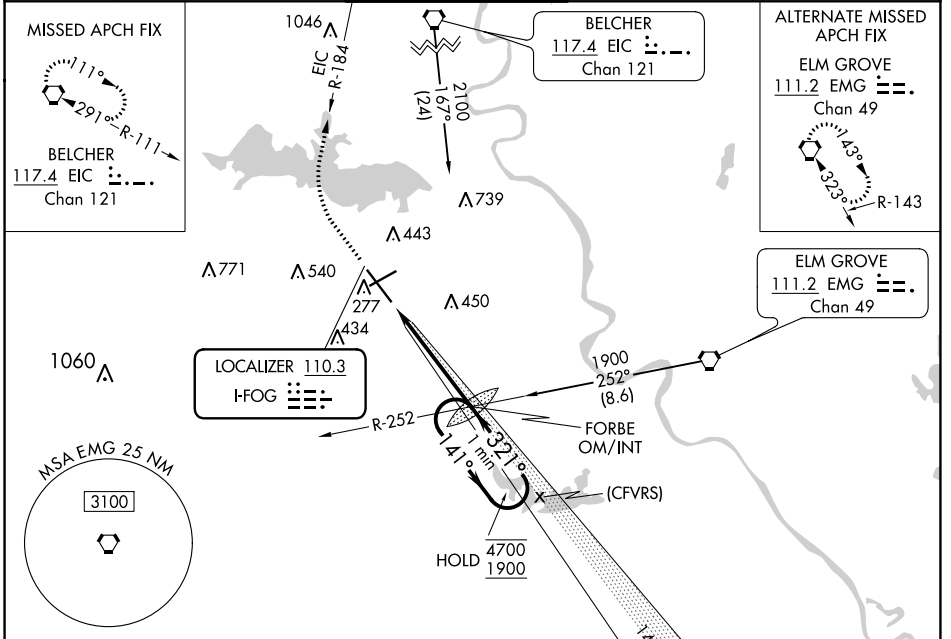 MISSED APCH FIX
111°
291°
R-111
BELCHER
117.4 EIC
Chan 121
1046
EIC
R-184
2100
167°
(24)
BELCHER
117.4 EIC
Chan 121
ALTERNATE MISSED
APCH FIX
ELM GROVE
111.2 EMG
Chan 49
143°
323°
R-143
739
443
771
540
277
450
434
1060
ELM GROVE
111.2 EMG
Chan 49
LOCALIZER 110.3
I-FOG
1900
252°
(8.6)
R-252
FORBE
OM/INT
321°
1 min
141°
(CFVRS)
HOLD
4700
1900
MSA EMG 25 NM
3100